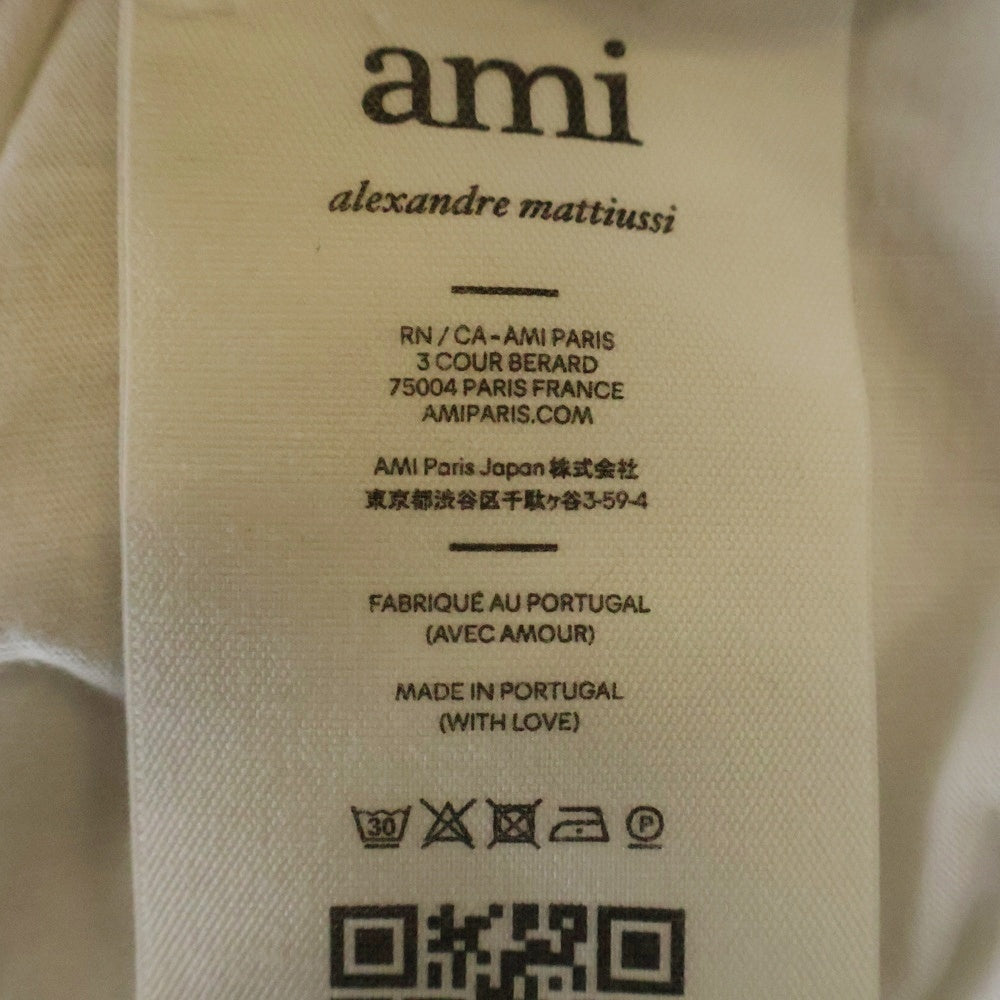 ami
alexandre mattiussi
RN / CA-AMI PARIS
3 COUR BERARD
75004 PARIS FRANCE
AMIPARIS.COM
AMI Paris Japan 株式会社
東京都渋谷区千駄ヶ谷3-59-4
FABRIQUÉ AU PORTUGAL
(AVEC AMOUR)
MADE IN PORTUGAL
(WITH LOVE)
30 P